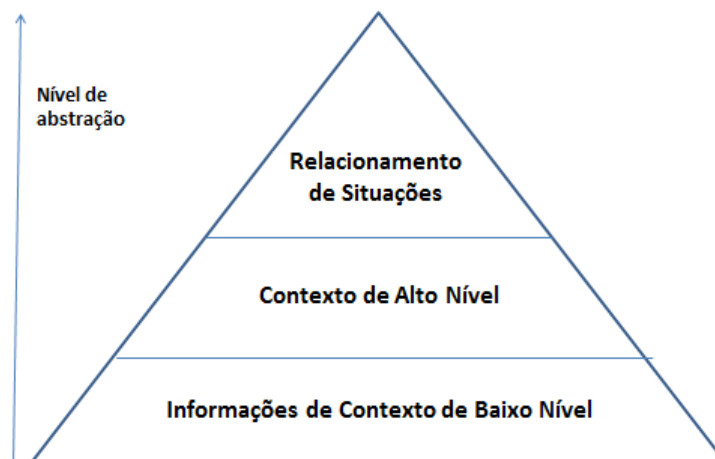 Nível de
abstração
Relacionamento
de Situações
Contexto de Alto Nível
Informações de Contexto de Baixo Nível